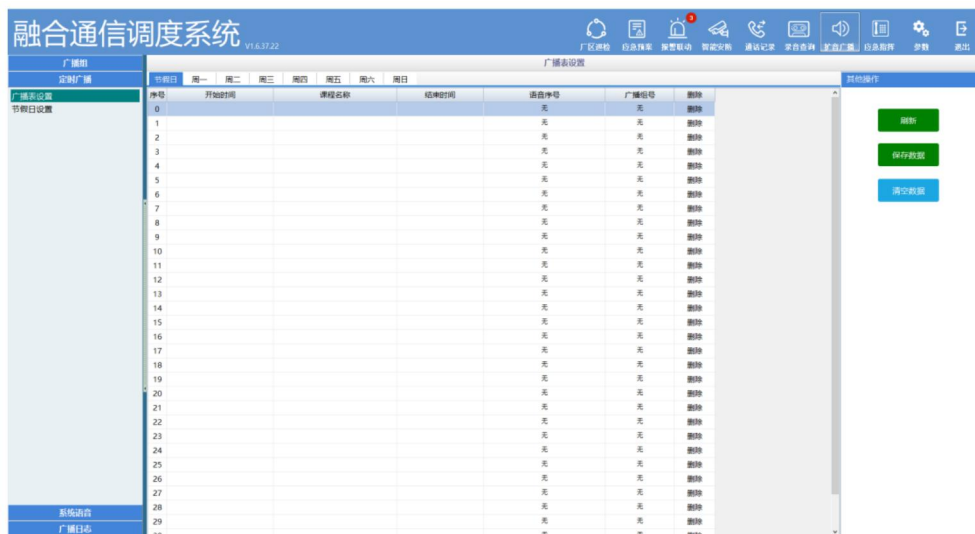 融合通信调度系统 V1.6.37.22
厂区巡检 应急预案 报警联动 3 智能安防 通话记录 录音查询 扩音广播 应急指挥 参数 退出
广播组
定时广播
广播表设置
节假日设置
系统语音
广播日志
广播表设置
节假日 周一 周二 周三 周四 周五 周六 周日
序号 开始时间 课程名称 结束时间 语音序号 广播组号 删除
0 无 无 删除
1 无 无 删除
2 无 无 删除
3 无 无 删除
4 无 无 删除
5 无 无 删除
6 无 无 删除
7 无 无 删除
8 无 无 删除
9 无 无 删除
10 无 无 删除
11 无 无 删除
12 无 无 删除
13 无 无 删除
14 无 无 删除
15 无 无 删除
16 无 无 删除
17 无 无 删除
18 无 无 删除
19 无 无 删除
20 无 无 删除
21 无 无 删除
22 无 无 删除
23 无 无 删除
24 无 无 删除
25 无 无 删除
26 无 无 删除
27 无 无 删除
28 无 无 删除
29 无 无 删除
其他操作
刷新
保存数据
清空数据